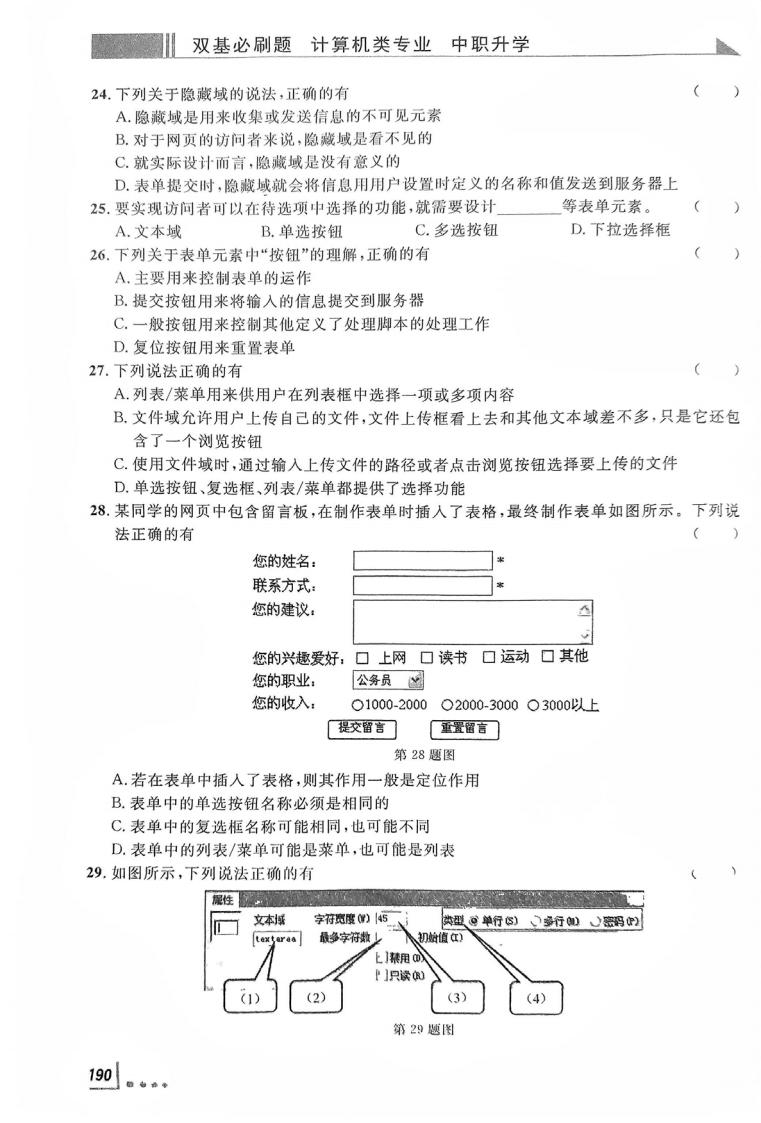 双基必刷题 计算机类专业 中职升学
24. 下列关于隐藏域的说法,正确的有 ( )
A. 隐藏域是用来收集或发送信息的不可见元素
B. 对于网页的访问者来说,隐藏域是看不见的
C. 就实际设计而言,隐藏域是没有意义的
D. 表单提交时,隐藏域就会将信息用用户设置时定义的名称和值发送到服务器上
25. 要实现访问者可以在待选项中选择的功能,就需要设计________等表单元素。 ( )
A. 文本域 B. 单选按钮 C. 多选按钮 D. 下拉选择框
26. 下列关于表单元素中“按钮”的理解,正确的有 ( )
A. 主要用来控制表单的运作
B. 提交按钮用来将输入的信息提交到服务器
C. 一般按钮用来控制其他定义了处理脚本的处理工作
D. 复位按钮用来重置表单
27. 下列说法正确的有 ( )
A. 列表/菜单用来供用户在列表框中选择一项或多项内容
B. 文件域允许用户上传自己的文件,文件上传框看上去和其他文本域差不多,只是它还包
含了一个浏览按钮
C. 使用文件域时,通过输入上传文件的路径或者点击浏览按钮选择要上传的文件
D. 单选按钮、复选框、列表/菜单都提供了选择功能
28. 某同学的网页中包含留言板,在制作表单时插入了表格,最终制作表单如图所示。下列说
法正确的有 ( )
您的姓名: *
联系方式: *
您的建议:
您的兴趣爱好: □ 上网 □ 读书 □ 运动 □ 其他
您的职业: 公务员
您的收入: ○1000-2000 ○2000-3000 ○3000以上
提交留言 重置留言
第 28 题图
A. 若在表单中插入了表格,则其作用一般是定位作用
B. 表单中的单选按钮名称必须是相同的
C. 表单中的复选框名称可能相同,也可能不同
D. 表单中的列表/菜单可能是菜单,也可能是列表
29. 如图所示,下列说法正确的有 ( )
属性
文本域 字符宽度(W) 45 类型 单行(S) 多行(M) 密码(P)
textarea 最多字符数 初始值(I)
禁用(D)
只读(R)
(1) (2) (3) (4)
第 29 题图
190